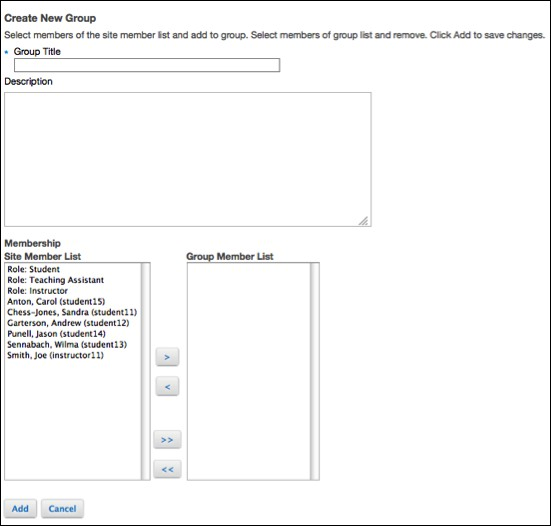 Create New Group
Select members of the site member list and add to group. Select members of group list and remove. Click Add to save changes.
* Group Title
Description
Membership
Site Member List
Group Member List
Role: Student
Role: Teaching Assistant
Role: Instructor
Anton, Carol (student15)
Chess-Jones, Sandra (student11)
Garterson, Andrew (student12)
Punell, Jason (student14)
Sennabach, Wilma (student13)
Smith, Joe (instructor11)
>
<
>>
<<
Add Cancel